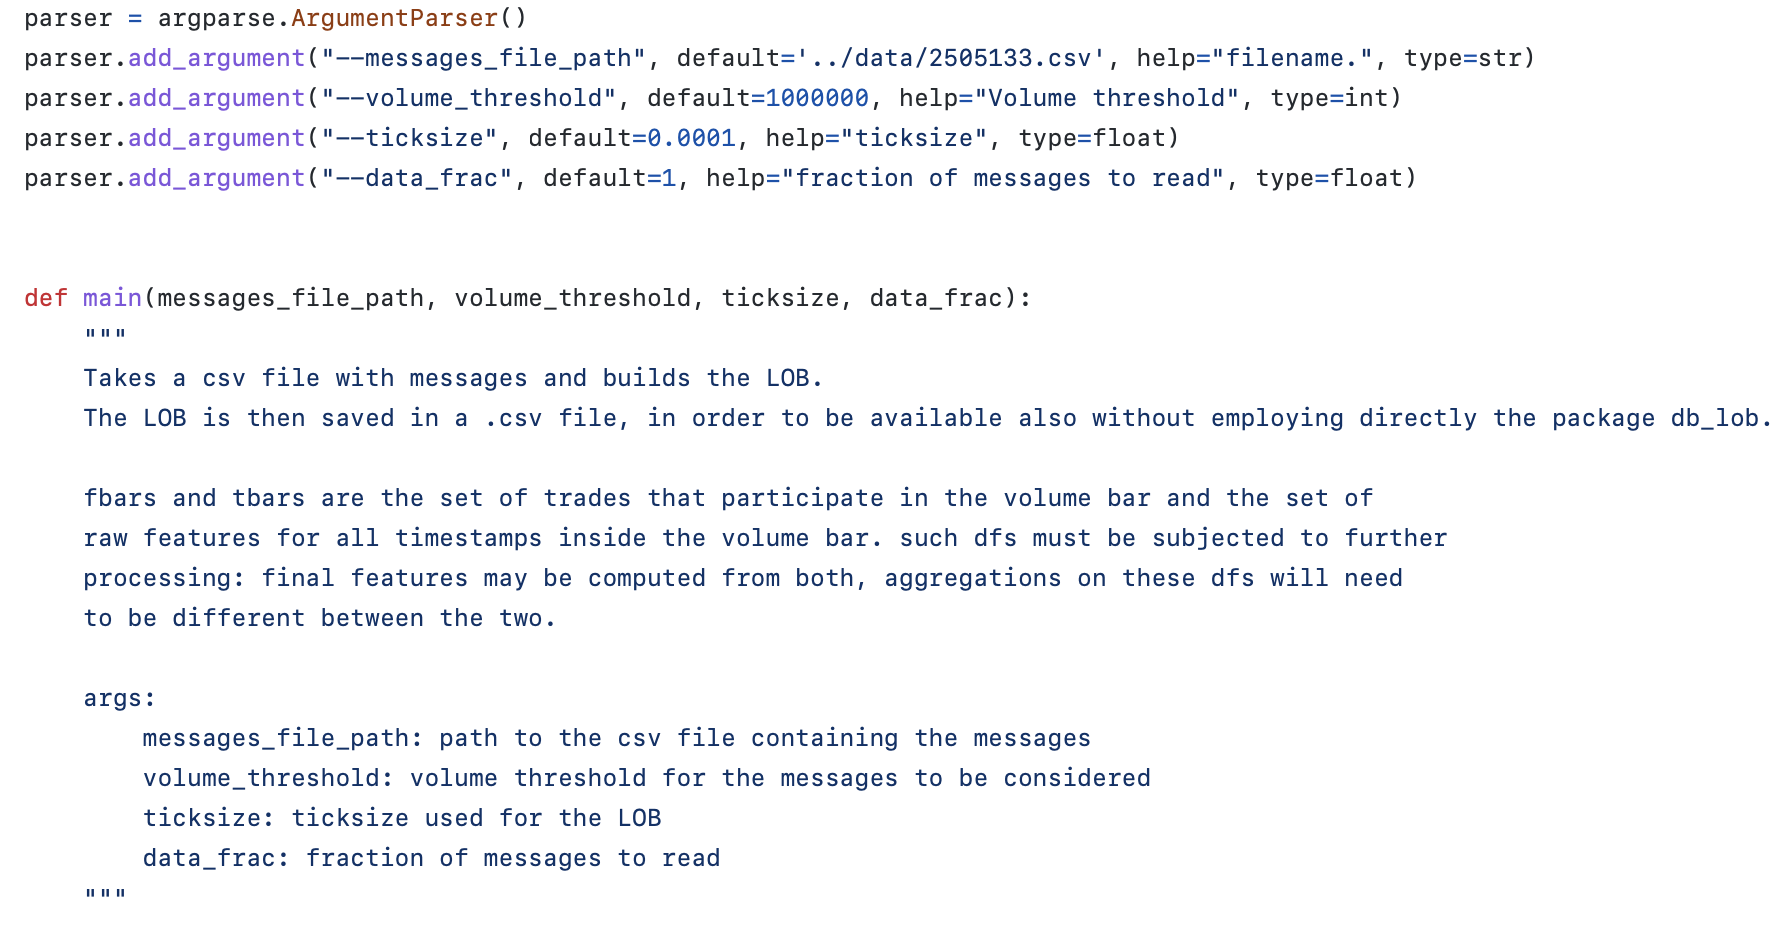 parser = argparse.ArgumentParser()
parser.add_argument("--messages_file_path", default='../data/2505133.csv', help="filename.", type=str)
parser.add_argument("--volume_threshold", default=1000000, help="Volume threshold", type=int)
parser.add_argument("--ticksize", default=0.0001, help="ticksize", type=float)
parser.add_argument("--data_frac", default=1, help="fraction of messages to read", type=float)
def main(messages_file_path, volume_threshold, ticksize, data_frac):
    """
    Takes a csv file with messages and builds the LOB.
    The LOB is then saved in a .csv file, in order to be available also without employing directly the package db_lob.
    fbars and tbars are the set of trades that participate in the volume bar and the set of
    raw features for all timestamps inside the volume bar. such dfs must be subjected to further
    processing: final features may be computed from both, aggregations on these dfs will need
    to be different between the two.
    args:
        messages_file_path: path to the csv file containing the messages
        volume_threshold: volume threshold for the messages to be considered
        ticksize: ticksize used for the LOB
        data_frac: fraction of messages to read
    """